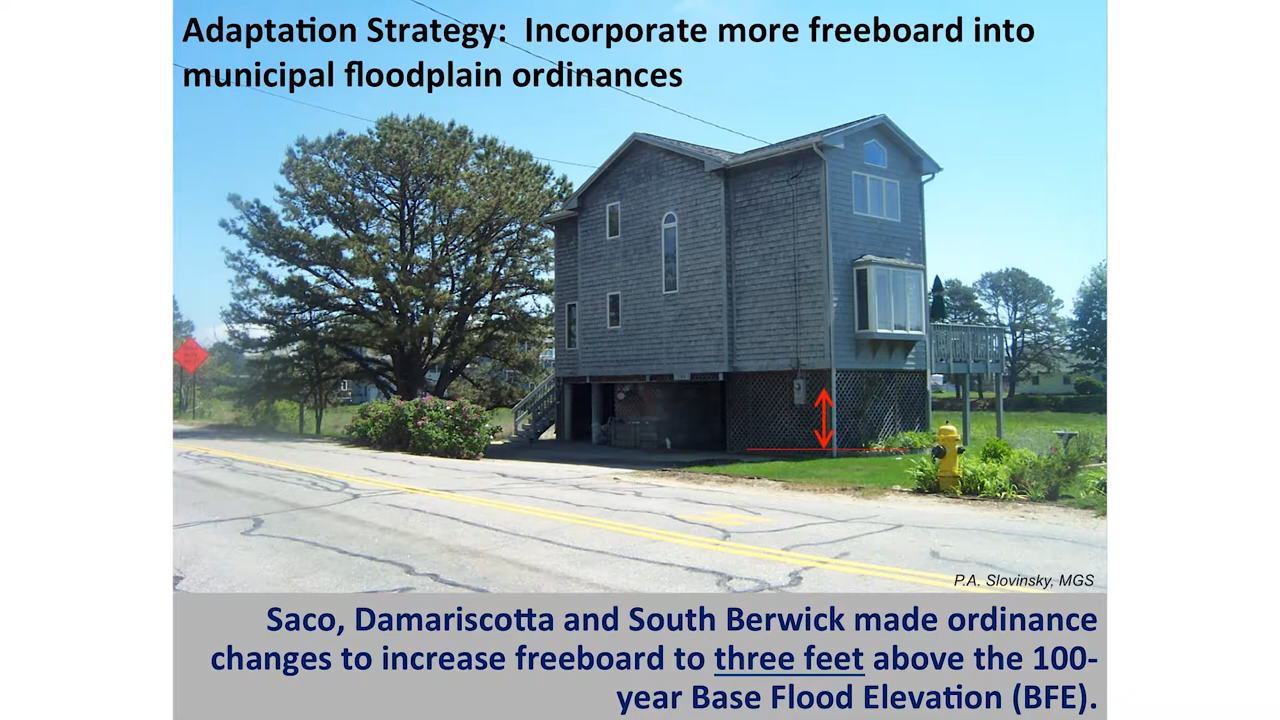 Adaptation Strategy:  Incorporate more freeboard into
municipal floodplain ordinances
P.A. Slovinsky, MGS
Saco, Damariscotta and South Berwick made ordinance
changes to increase freeboard to three feet above the 100-
year Base Flood Elevation (BFE).